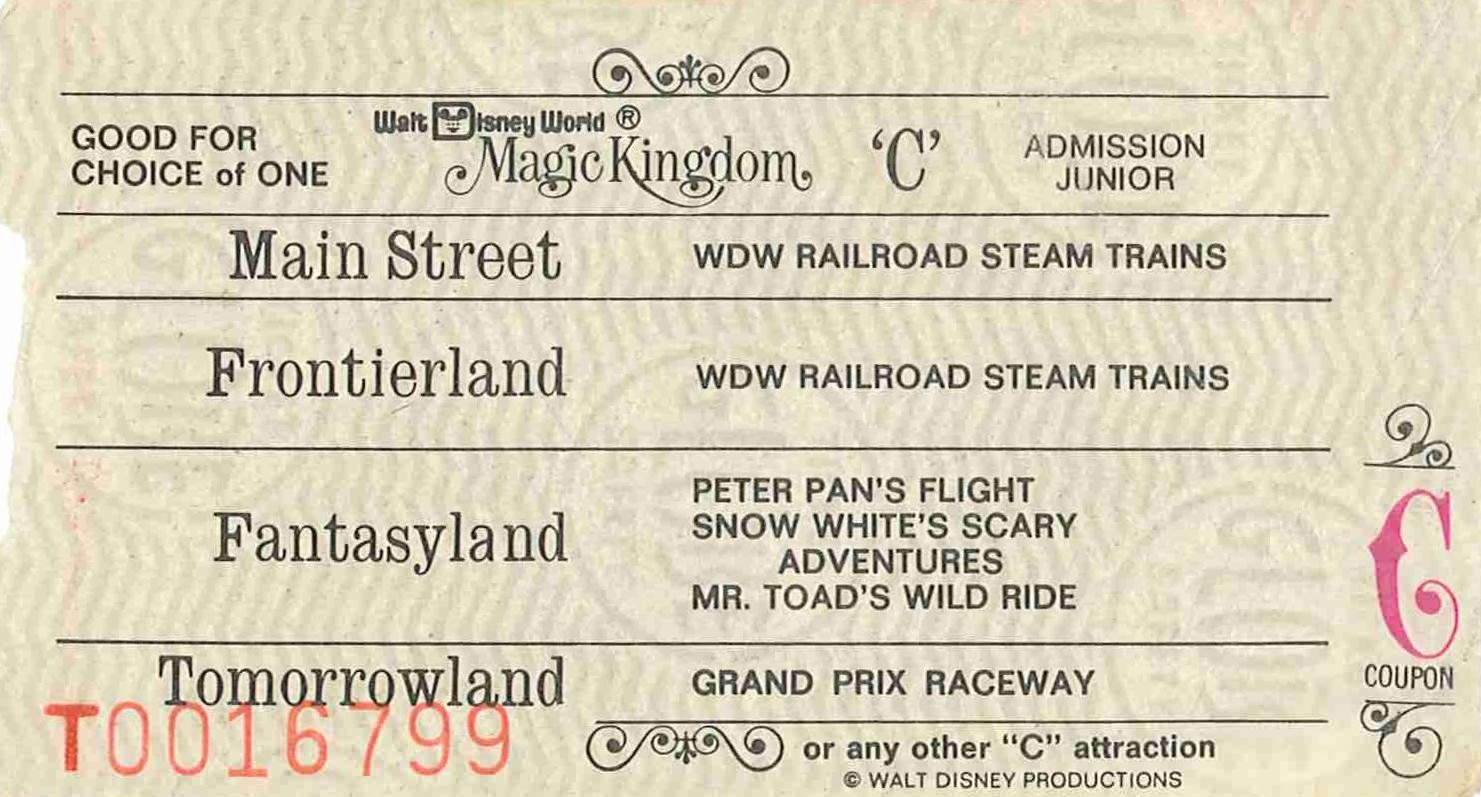 GOOD FOR
CHOICE of ONE
Walt Disney World ®
Magic Kingdom
‘C’
ADMISSION
JUNIOR
Main Street WDW RAILROAD STEAM TRAINS
Frontierland WDW RAILROAD STEAM TRAINS
Fantasyland
PETER PAN'S FLIGHT
SNOW WHITE'S SCARY
ADVENTURES
MR. TOAD'S WILD RIDE
Tomorrowland GRAND PRIX RACEWAY
T0016799
or any other “C” attraction
© WALT DISNEY PRODUCTIONS
C
COUPON